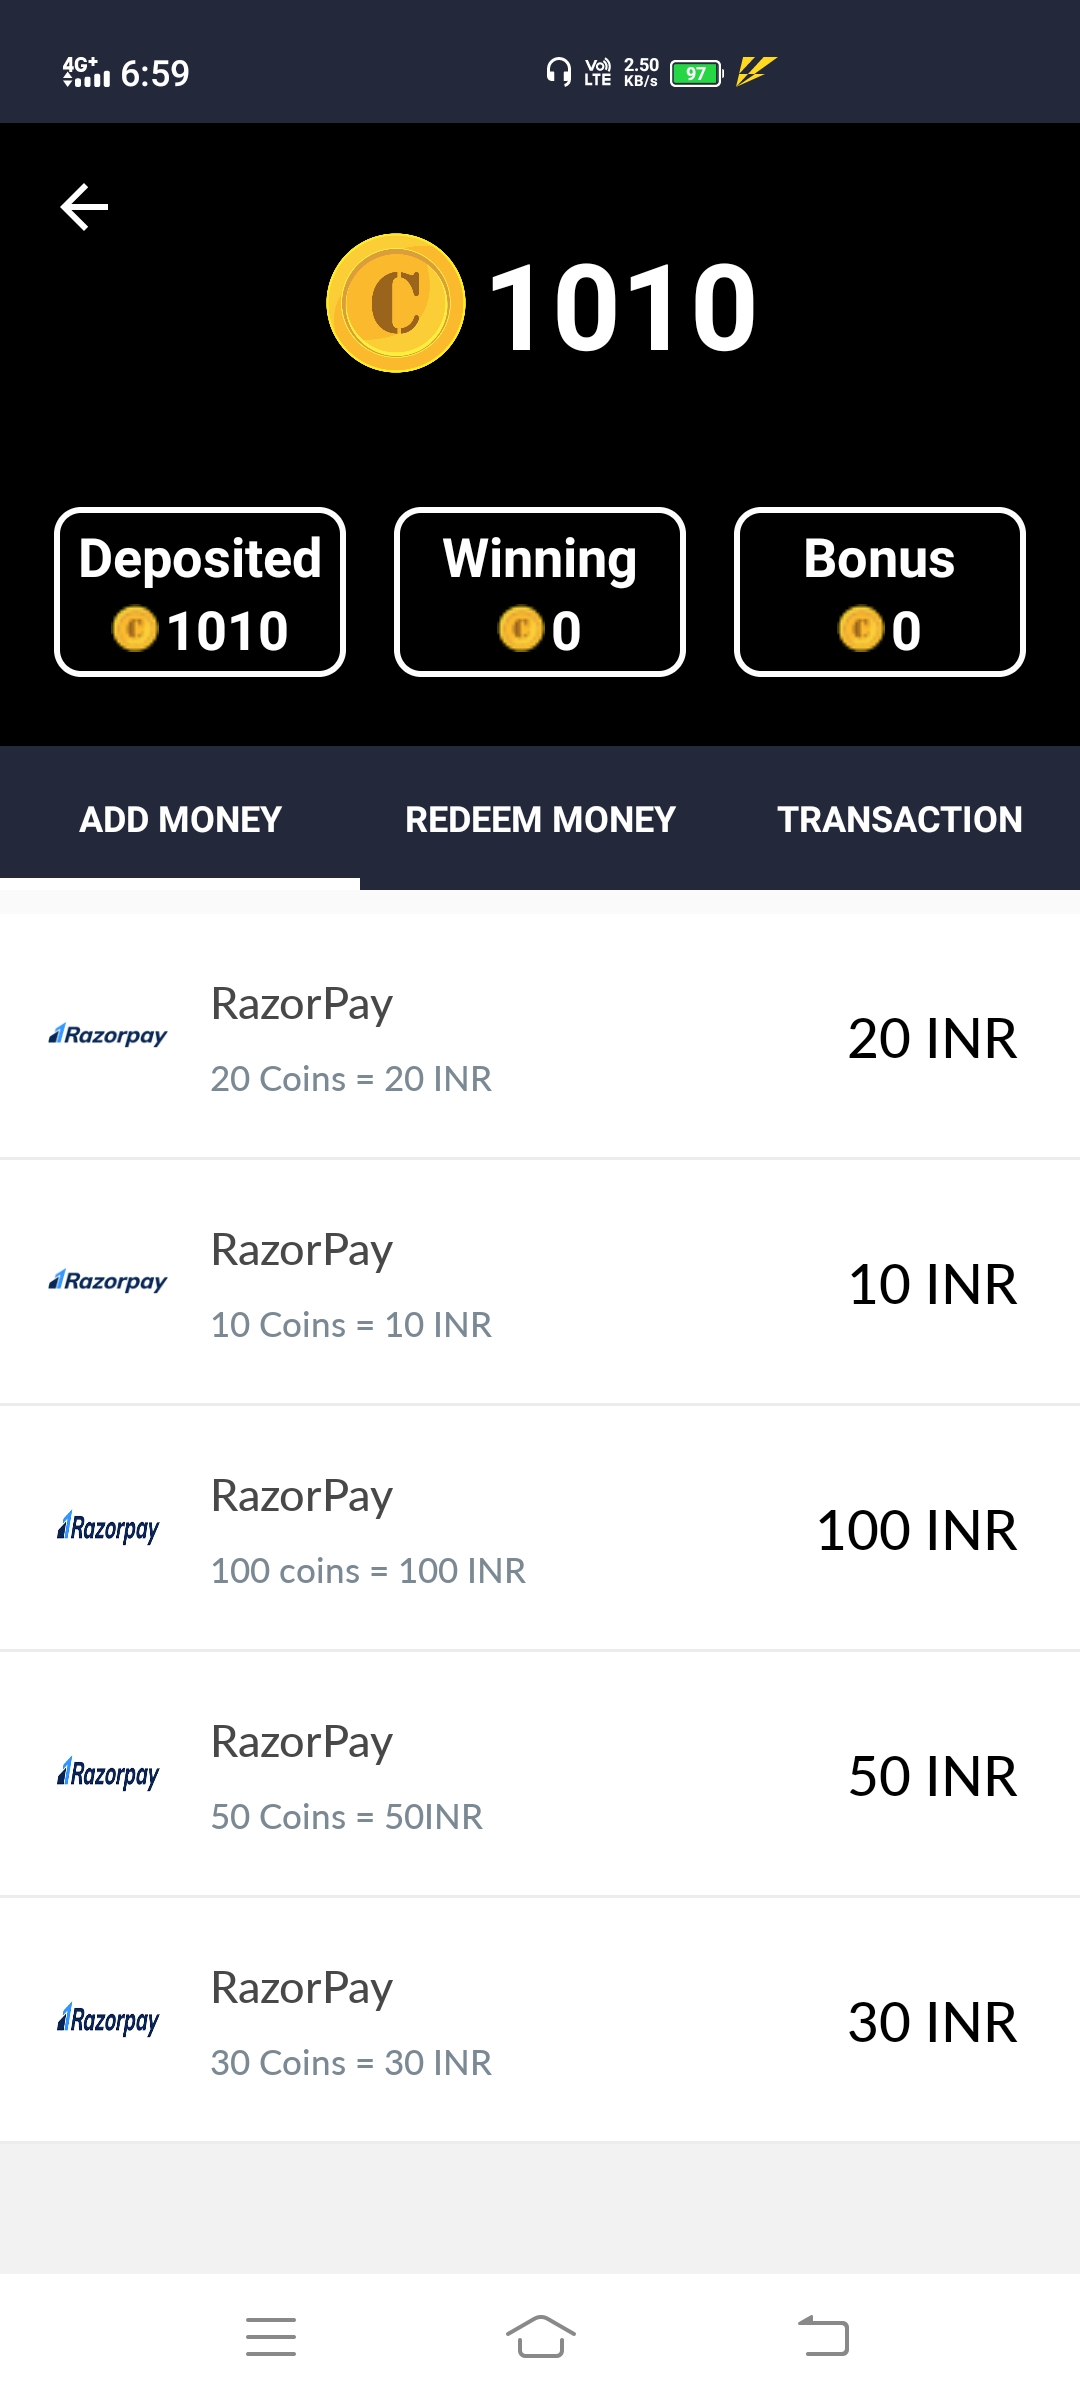 4G+ 6:59 Vo) LTE 2.50 KB/s 97
1010
Deposited Winning Bonus
1010 0 0
ADD MONEY REDEEM MONEY TRANSACTION
Razorpay RazorPay 20 INR
20 Coins = 20 INR
Razorpay RazorPay 10 INR
10 Coins = 10 INR
Razorpay RazorPay 100 INR
100 coins = 100 INR
Razorpay RazorPay 50 INR
50 Coins = 50INR
Razorpay RazorPay 30 INR
30 Coins = 30 INR